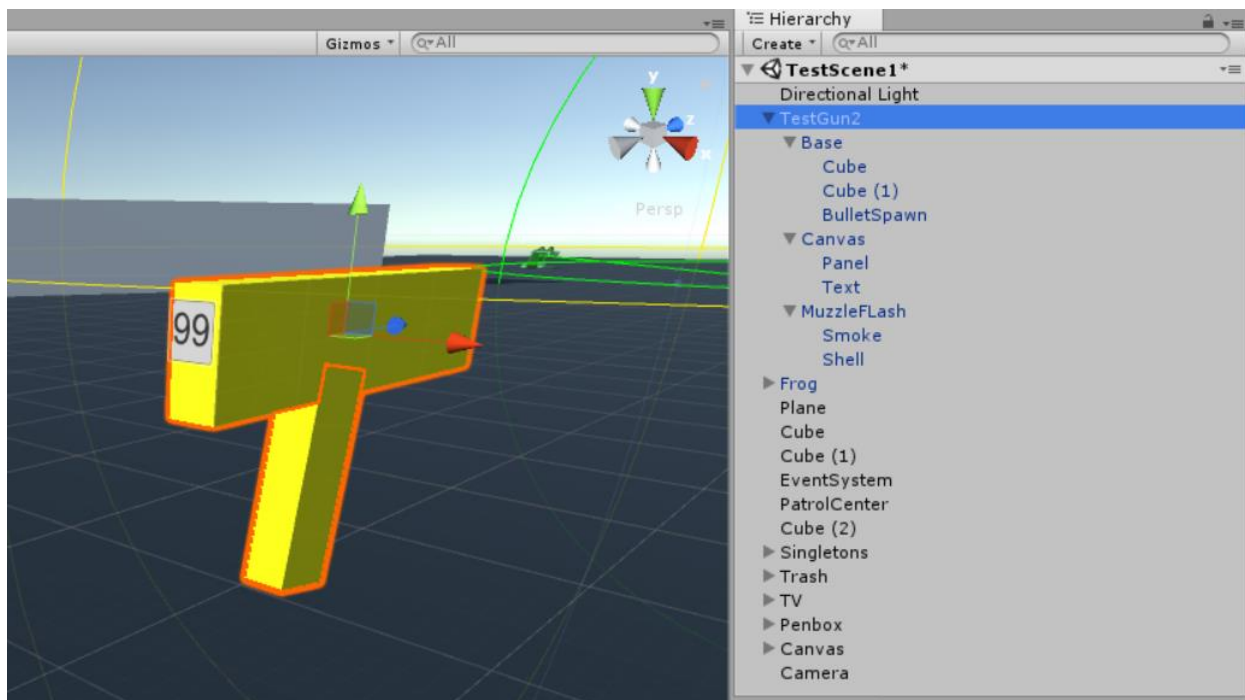 Gizmos
All
y
z
x
Persp
99
Hierarchy
Create
All
TestScene1*
Directional Light
TestGun2
Base
Cube
Cube (1)
BulletSpawn
Canvas
Panel
Text
MuzzleFLash
Smoke
Shell
Frog
Plane
Cube
Cube (1)
EventSystem
PatrolCenter
Cube (2)
Singletons
Trash
TV
Penbox
Canvas
Camera